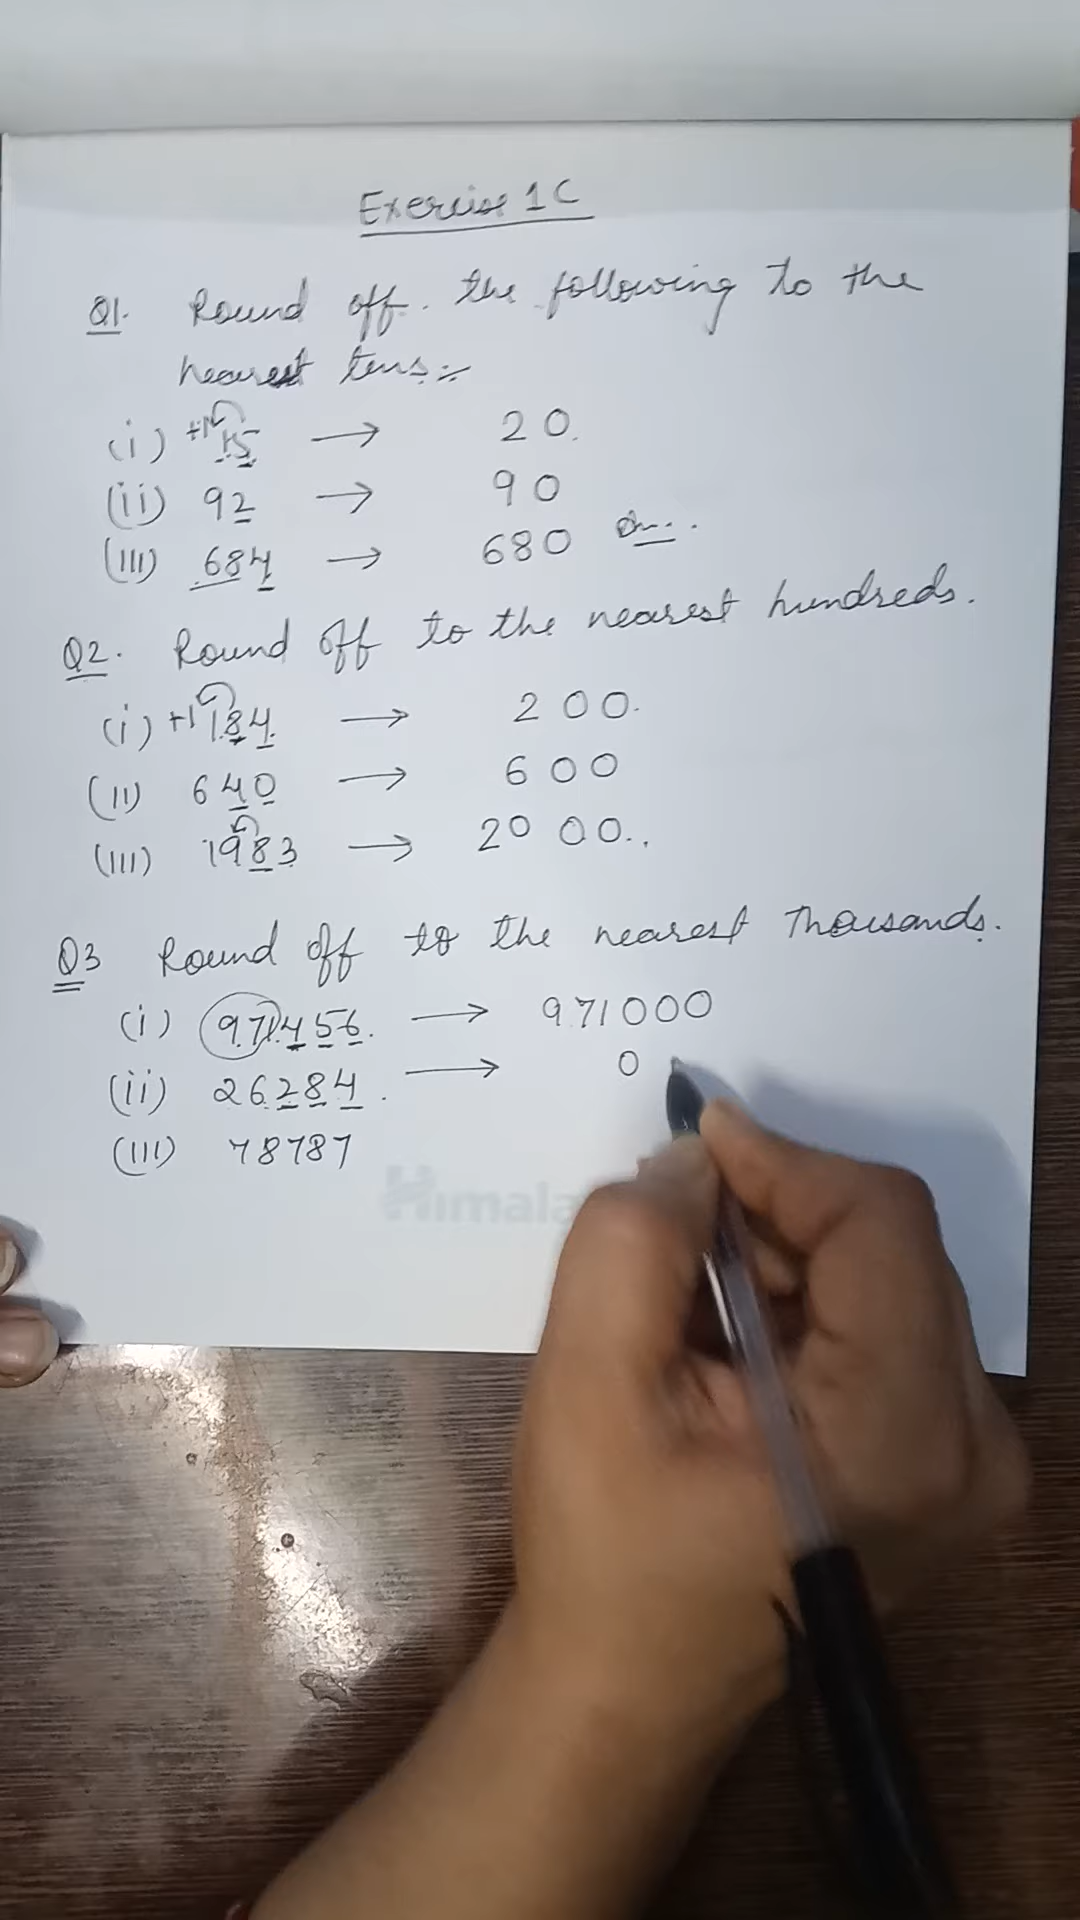 Exercise 1C
Q1. Round off. the following to the
nearest tens:-
(i) +1 15 → 20.
(ii) 92 → 90
(III) 684 → 680
Q2. Round off to the nearest hundreds.
(i) +1 184 → 200.
(II) 640 → 600
(III) 1983 → 2000..
Q3 Round off to the nearest Thousands.
(i) 971456. → 971000
(ii) 26284. → 0
(III) 78787